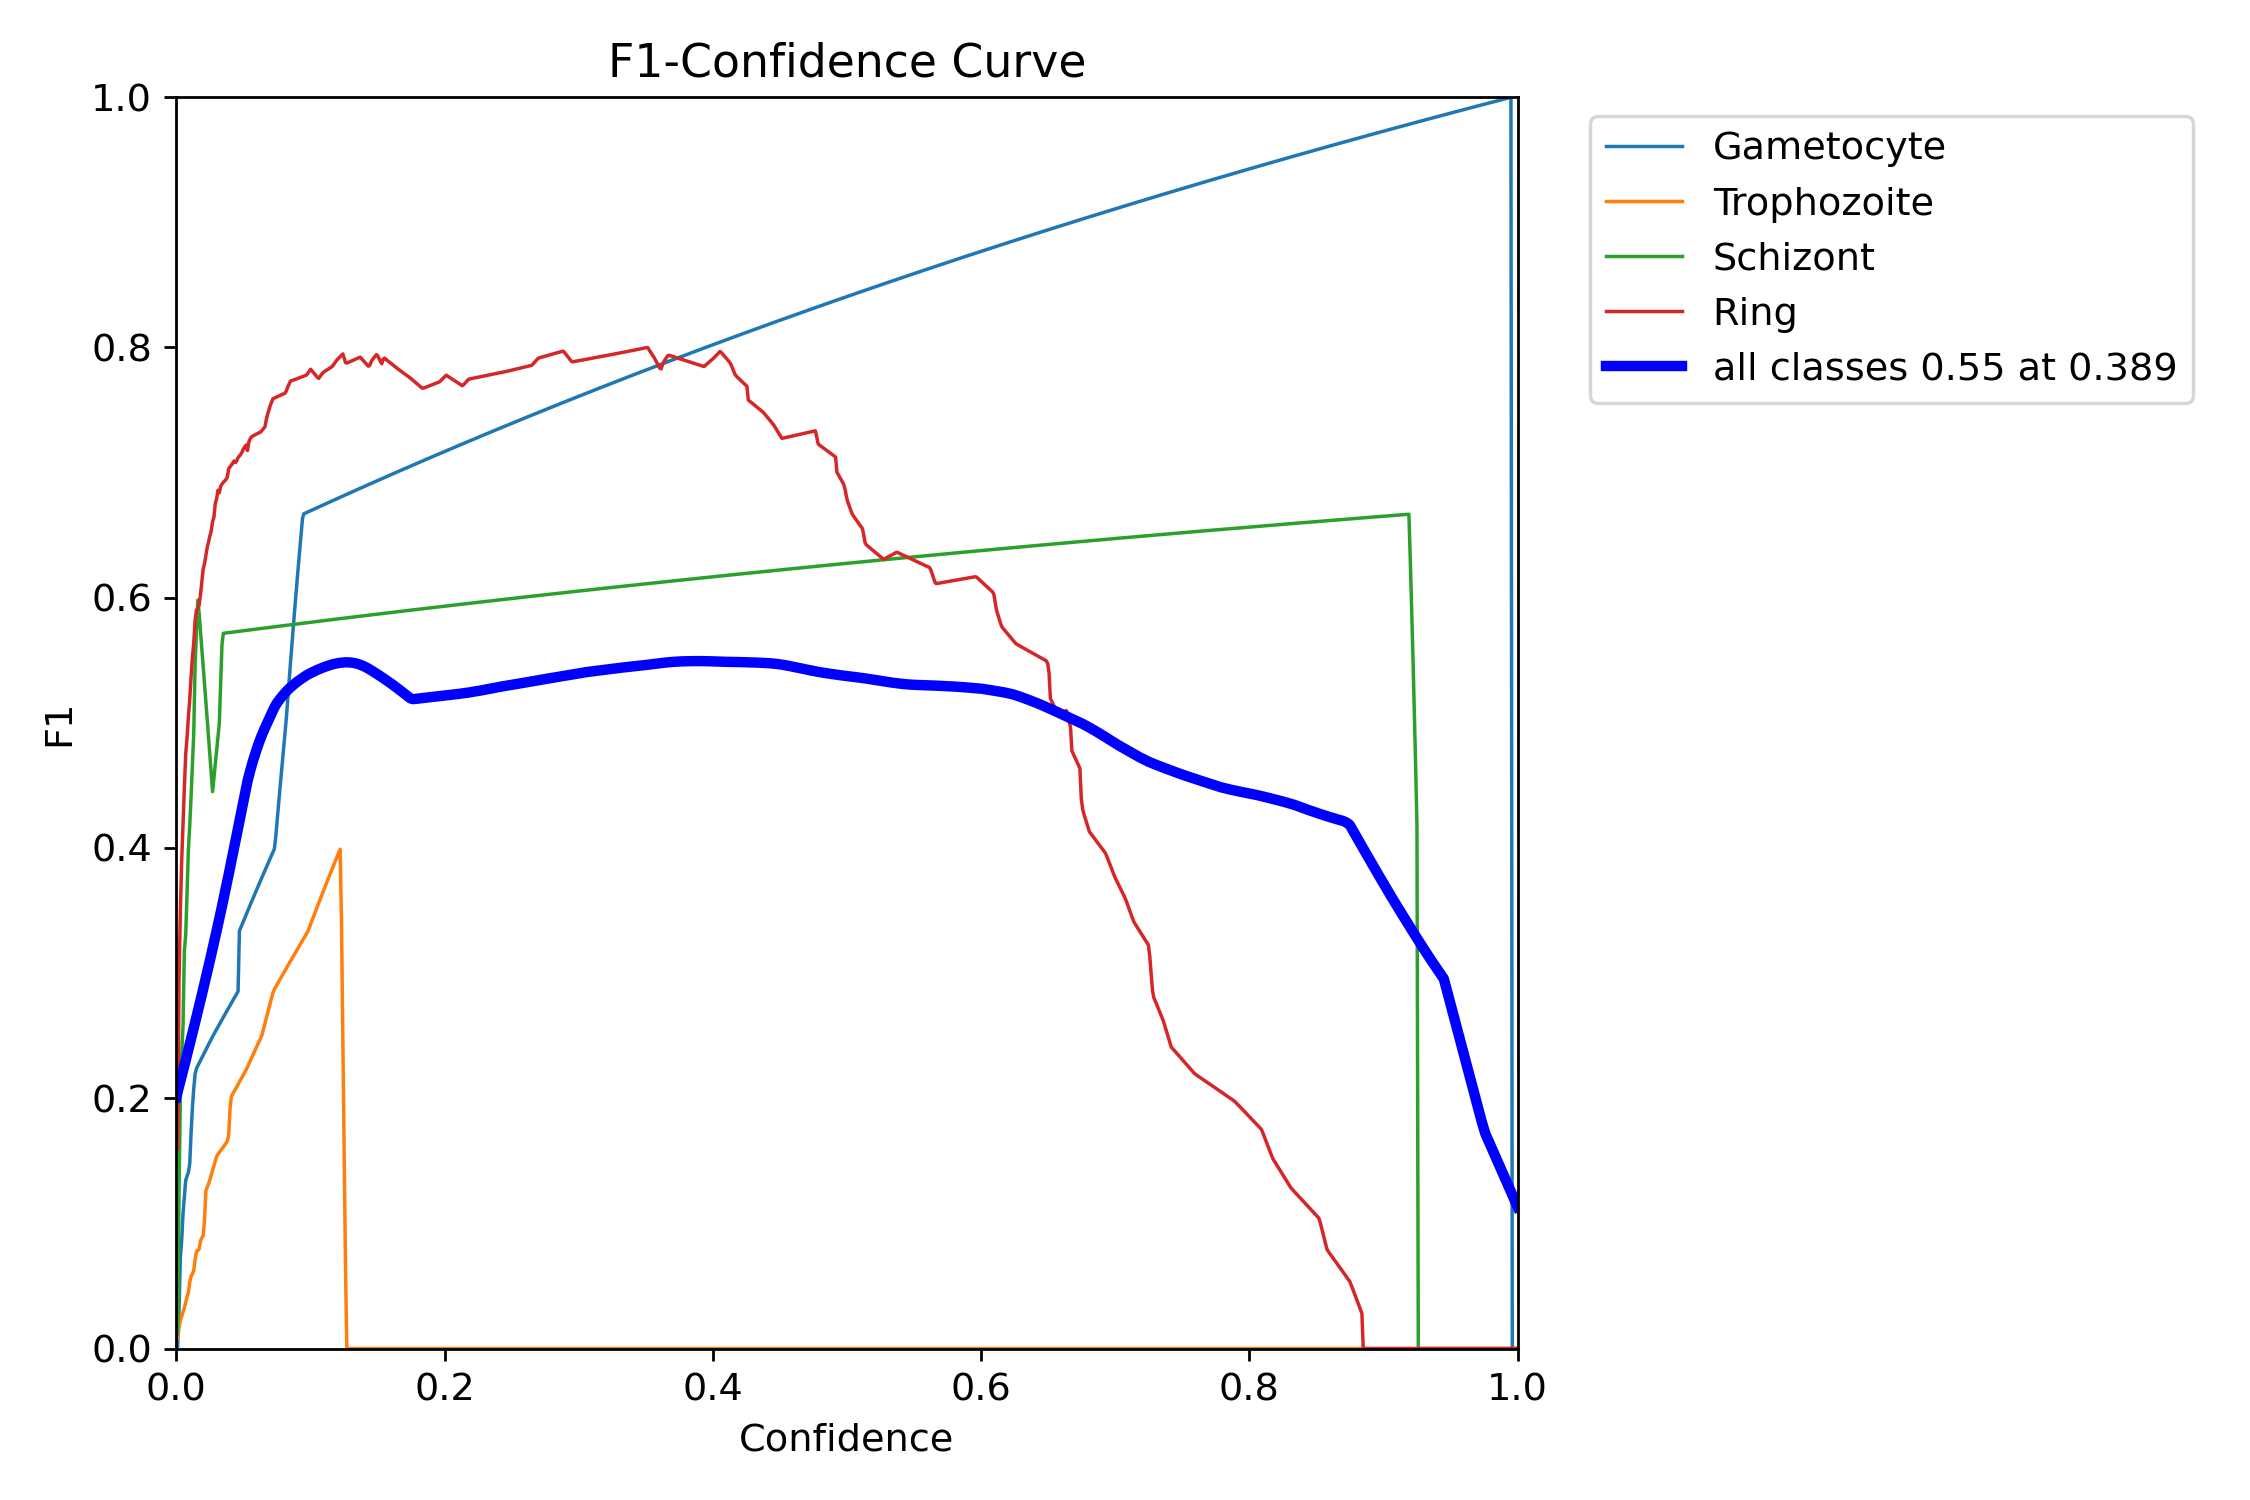 F1-Confidence Curve
1.0
0.8
0.6
0.4
0.2
0.0
F1
0.0 0.2 0.4 0.6 0.8 1.0
Confidence
Gametocyte
Trophozoite
Schizont
Ring
all classes 0.55 at 0.389